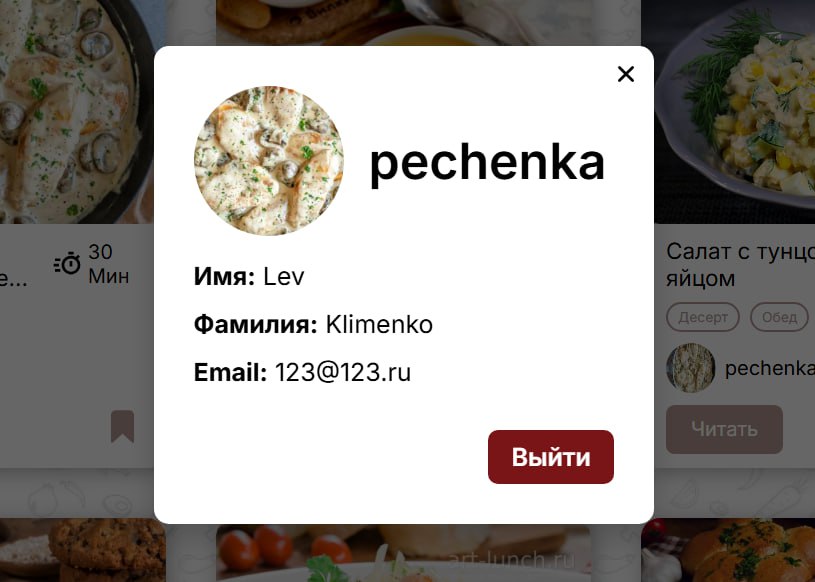 pechenka
Имя: Lev
Фамилия: Klimenko
Email: 123@123.ru
Выйти
30
Мин
Салат с тунцо
яйцом
Десерт
Обед
pechenka
Читать
art-lunch.ru